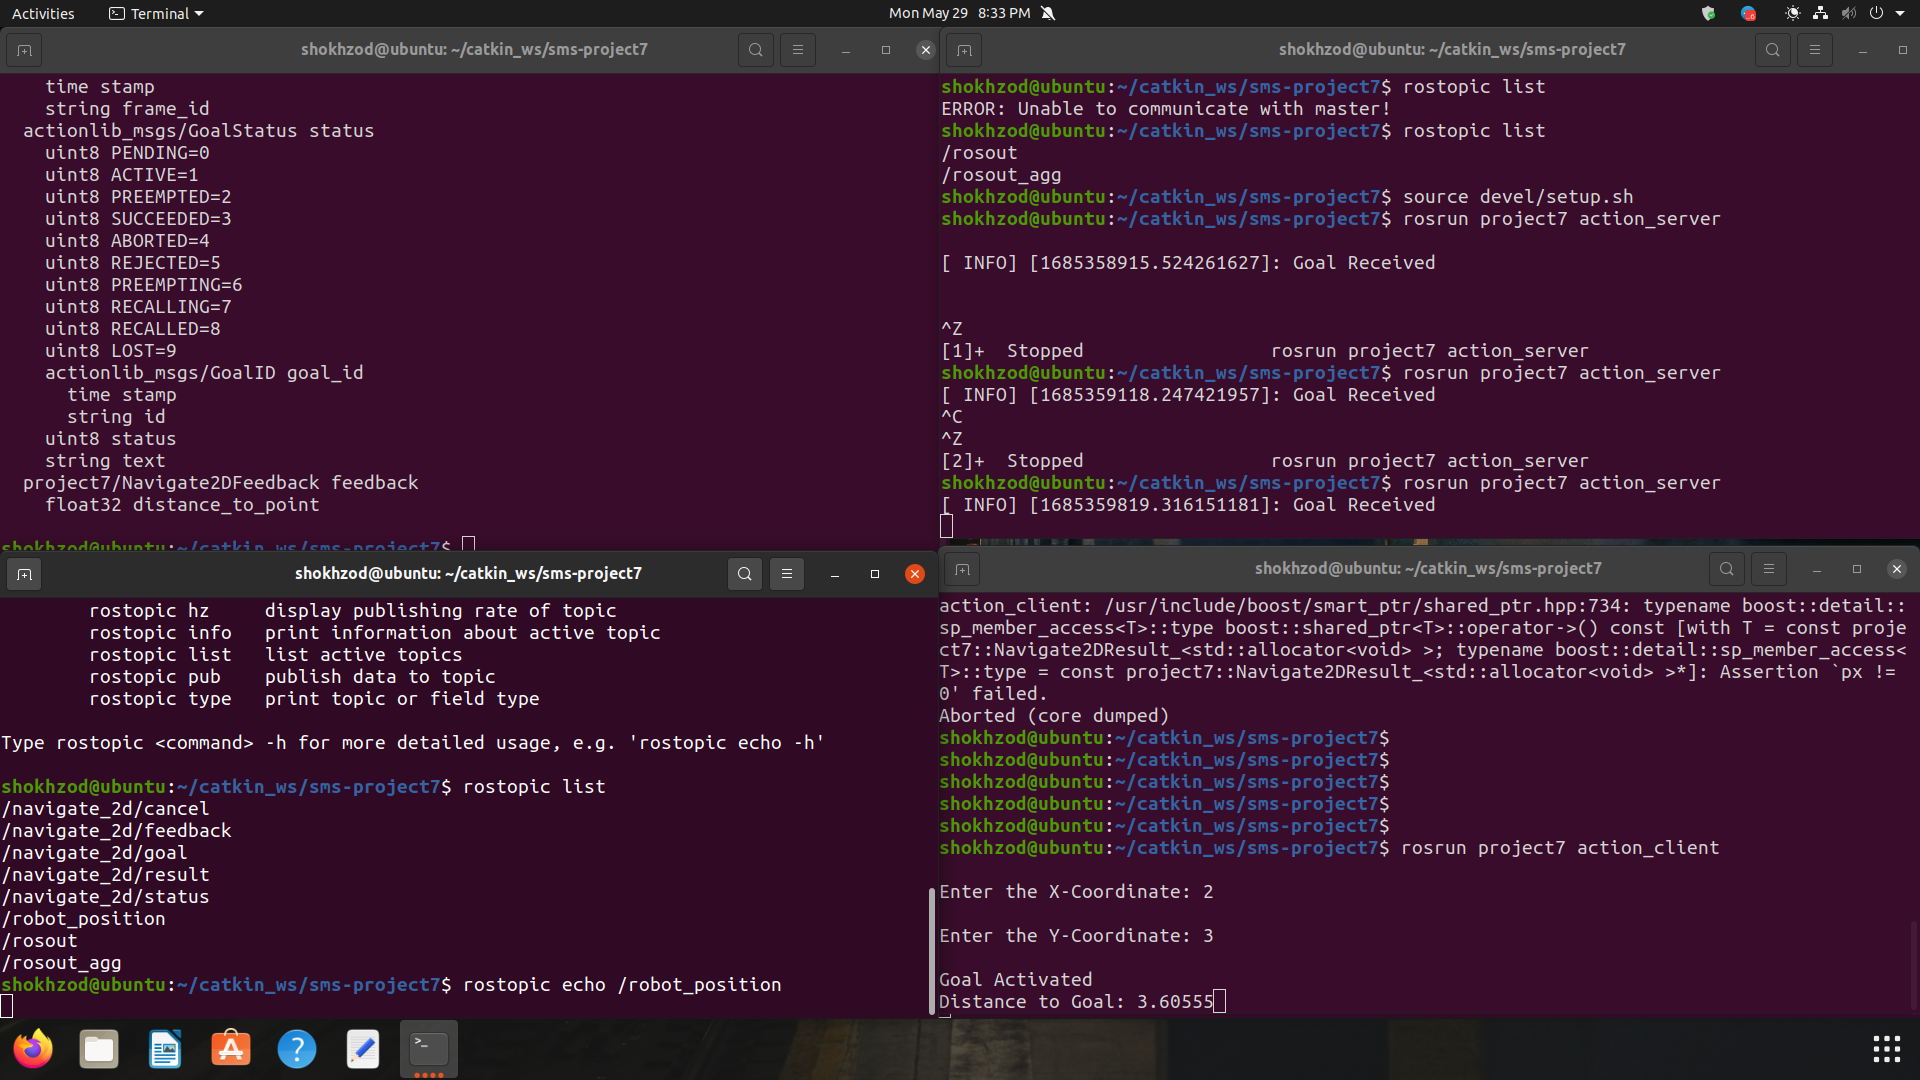 Activities
Terminal
Mon May 29 8:33 PM
shokhzod@ubuntu: ~/catkin_ws/sms-project7
time stamp
string frame_id
actionlib_msgs/GoalStatus status
uint8 PENDING=0
uint8 ACTIVE=1
uint8 PREEMPTED=2
uint8 SUCCEEDED=3
uint8 ABORTED=4
uint8 REJECTED=5
uint8 PREEMPTING=6
uint8 RECALLING=7
uint8 RECALLED=8
uint8 LOST=9
actionlib_msgs/GoalID goal_id
time stamp
string id
uint8 status
string text
project7/Navigate2DFeedback feedback
float32 distance_to_point
shokhzod@ubuntu:~/catkin_ws/sms-project7$
shokhzod@ubuntu: ~/catkin_ws/sms-project7
shokhzod@ubuntu:~/catkin_ws/sms-project7$ rostopic list
ERROR: Unable to communicate with master!
shokhzod@ubuntu:~/catkin_ws/sms-project7$ rostopic list
/rosout
/rosout_agg
shokhzod@ubuntu:~/catkin_ws/sms-project7$ source devel/setup.sh
shokhzod@ubuntu:~/catkin_ws/sms-project7$ rosrun project7 action_server
[ INFO] [1685358915.524261627]: Goal Received
^Z
[1]+  Stopped                 rosrun project7 action_server
shokhzod@ubuntu:~/catkin_ws/sms-project7$ rosrun project7 action_server
[ INFO] [1685359118.247421957]: Goal Received
^C
^Z
[2]+  Stopped                 rosrun project7 action_server
shokhzod@ubuntu:~/catkin_ws/sms-project7$ rosrun project7 action_server
[ INFO] [1685359819.316151181]: Goal Received
shokhzod@ubuntu: ~/catkin_ws/sms-project7
rostopic hz     display publishing rate of topic
rostopic info   print information about active topic
rostopic list   list active topics
rostopic pub    publish data to topic
rostopic type   print topic or field type
Type rostopic <command> -h for more detailed usage, e.g. 'rostopic echo -h'
shokhzod@ubuntu:~/catkin_ws/sms-project7$ rostopic list
/navigate_2d/cancel
/navigate_2d/feedback
/navigate_2d/goal
/navigate_2d/result
/navigate_2d/status
/robot_position
/rosout
/rosout_agg
shokhzod@ubuntu:~/catkin_ws/sms-project7$ rostopic echo /robot_position
shokhzod@ubuntu: ~/catkin_ws/sms-project7
action_client: /usr/include/boost/smart_ptr/shared_ptr.hpp:734: typename boost::detail::
sp_member_access<T>::type boost::shared_ptr<T>::operator->() const [with T = const proje
ct7::Navigate2DResult_<std::allocator<void> >; typename boost::detail::sp_member_access<
T>::type = const project7::Navigate2DResult_<std::allocator<void> >*]: Assertion `px !=
0' failed.
Aborted (core dumped)
shokhzod@ubuntu:~/catkin_ws/sms-project7$
shokhzod@ubuntu:~/catkin_ws/sms-project7$
shokhzod@ubuntu:~/catkin_ws/sms-project7$
shokhzod@ubuntu:~/catkin_ws/sms-project7$
shokhzod@ubuntu:~/catkin_ws/sms-project7$
shokhzod@ubuntu:~/catkin_ws/sms-project7$ rosrun project7 action_client
Enter the X-Coordinate: 2
Enter the Y-Coordinate: 3
Goal Activated
Distance to Goal: 3.60555